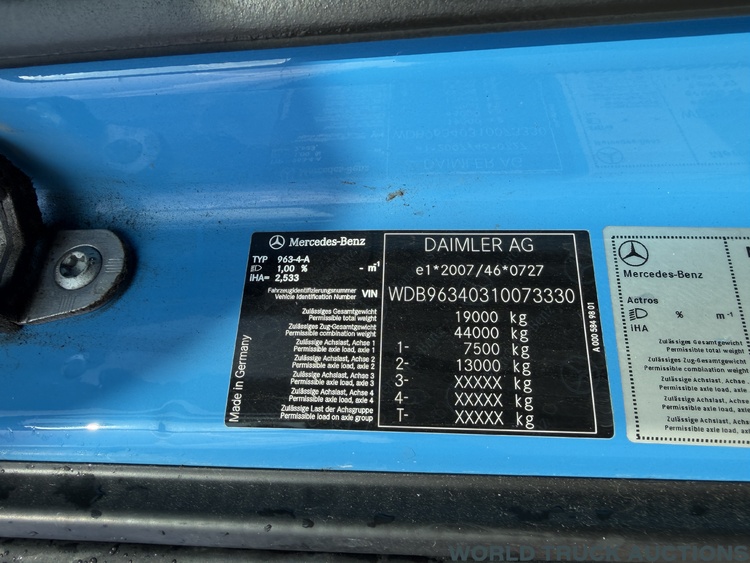 Mercedes-Benz
TYP 963-4-A
1,00 % - m⁻¹
iHA= 2,533
Fahrzeugidentifizierungsnummer
Vehicle Identification Number VIN
DAIMLER AG
e1*2007/46*0727
WDB96340310073330
Zulässiges Gesamtgewicht
Permissible total weight
19000 kg
Zulässiges Zug-Gesamtgewicht
Permissible combination weight
44000 kg
Zulässige Achslast, Achse 1
Permissible axle load, axle 1
1- 7500 kg
Zulässige Achslast, Achse 2
Permissible axle load, axle 2
2- 13000 kg
Zulässige Achslast, Achse 3
Permissible axle load, axle 3
3- XXXXX kg
Zulässige Achslast, Achse 4
Permissible axle load, axle 4
4- XXXXX kg
Zulässige Last der Achsgruppe
Permissible load on axle group
T- XXXXX kg
Made in Germany
A 000 584 98 01
Mercedes-Benz
Actros
% m⁻¹
iHA
Zulässiges Gesamtgewicht
Permissible total weight
Zulässiges Zug-Gesamtgewicht
Permissible combination weight
Zulässige Achslast, Achse
Permissible axle load, axle
Zulässige Achslast, Achse
Permissible axle load, axle
Zulässige Achslast, Achse
Permissible axle load, axle
WORLD TRUCK AUCTIONS